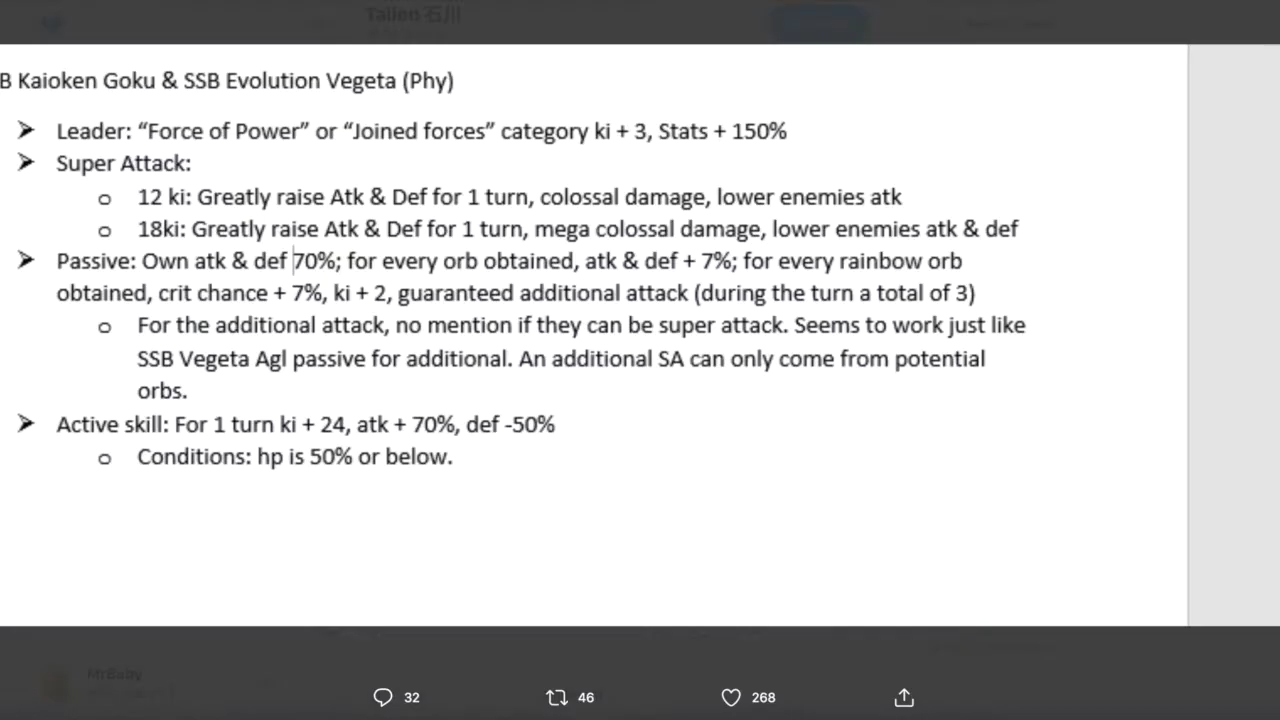 Talien 石川
B Kaioken Goku & SSB Evolution Vegeta (Phy)
➤ Leader: “Force of Power” or “Joined forces” category ki + 3, Stats + 150%
➤ Super Attack:
o 12 ki: Greatly raise Atk & Def for 1 turn, colossal damage, lower enemies atk
o 18ki: Greatly raise Atk & Def for 1 turn, mega colossal damage, lower enemies atk & def
➤ Passive: Own atk & def 70%; for every orb obtained, atk & def + 7%; for every rainbow orb
obtained, crit chance + 7%, ki + 2, guaranteed additional attack (during the turn a total of 3)
o For the additional attack, no mention if they can be super attack. Seems to work just like
SSB Vegeta Agl passive for additional. An additional SA can only come from potential
orbs.
➤ Active skill: For 1 turn ki + 24, atk + 70%, def -50%
o Conditions: hp is 50% or below.
MrBaby
32 46 268